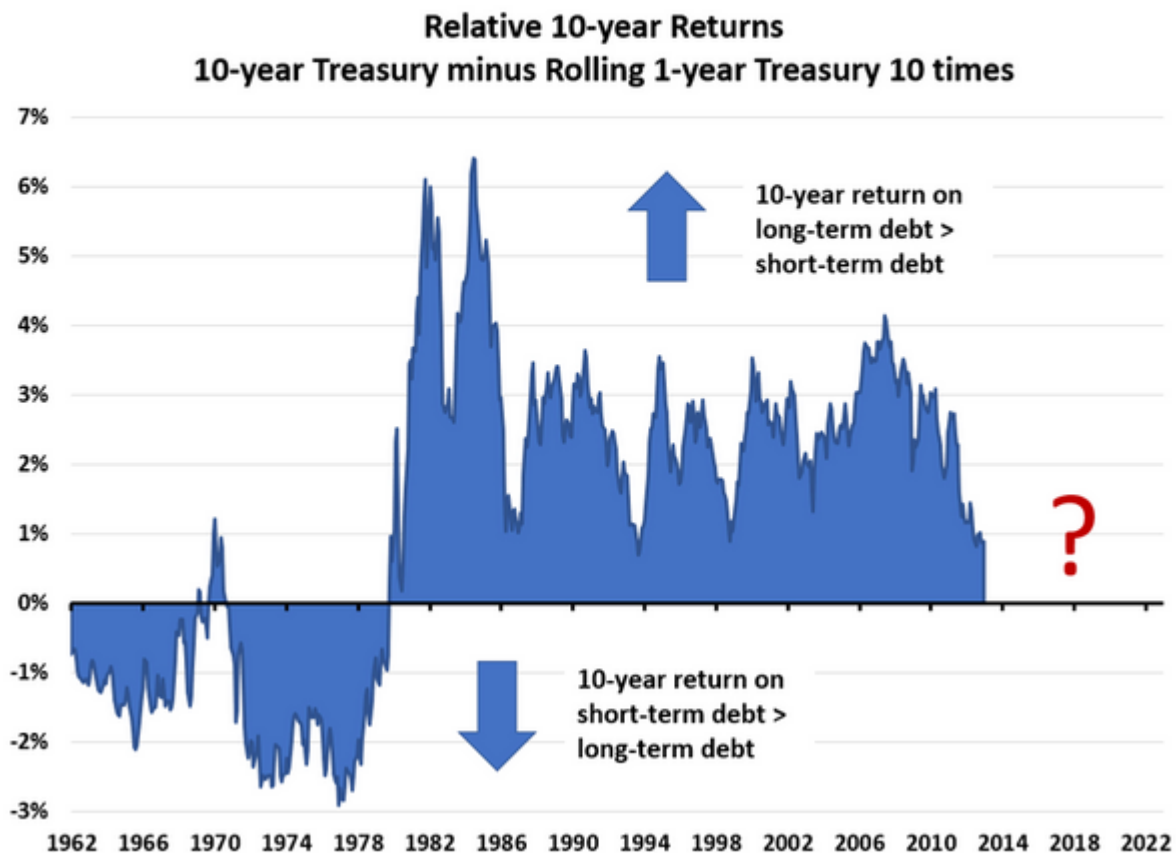 Relative 10-year Returns
10-year Treasury minus Rolling 1-year Treasury 10 times
7%
6%
5%
4%
3%
2%
1%
0%
-1%
-2%
-3%
10-year return on
long-term debt >
short-term debt
?
10-year return on
short-term debt >
long-term debt
1962 1966 1970 1974 1978 1982 1986 1990 1994 1998 2002 2006 2010 2014 2018 2022